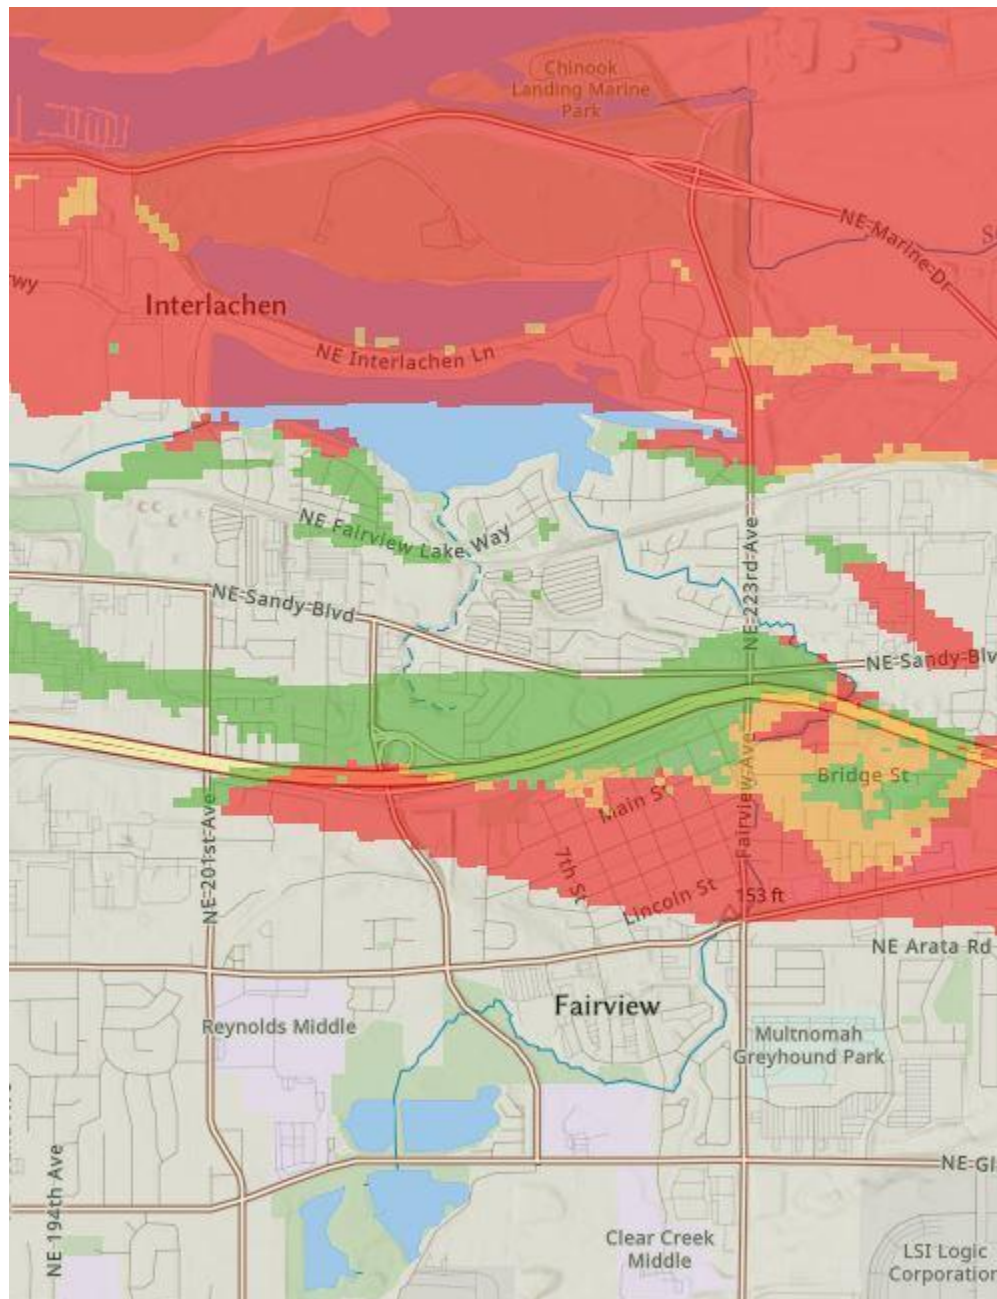 Chinook
Landing Marine
Park
NE Marine Dr
Interlachen
NE Interlachen Ln
NE Fairview Lake Way
NE Sandy Blvd
NE 223rd Ave
NE Sandy Blv
Bridge St
Main St
Fairview Ave
7th St
Lincoln St
153 ft
NE 201st Ave
NE Arata Rd
Fairview
Reynolds Middle
Multnomah
Greyhound Park
NE Gl
NE 194th Ave
Clear Creek
Middle
LSI Logic
Corporation